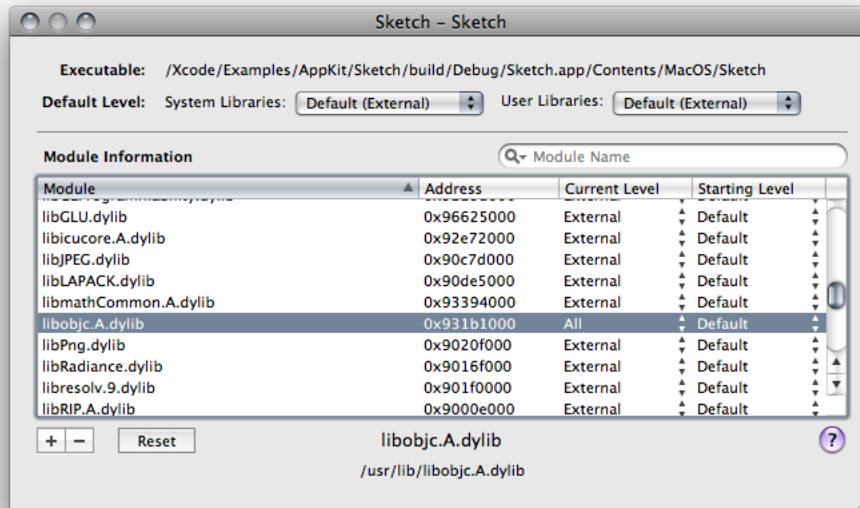 Sketch – Sketch
Executable: /Xcode/Examples/AppKit/Sketch/build/Debug/Sketch.app/Contents/MacOS/Sketch
Default Level: System Libraries: Default (External) User Libraries: Default (External)
Module Information Module Name
Module Address Current Level Starting Level
libGLU.dylib 0x96625000 External Default
libicucore.A.dylib 0x92e72000 External Default
libJPEG.dylib 0x90c7d000 External Default
libLAPACK.dylib 0x90de5000 External Default
libmathCommon.A.dylib 0x93394000 External Default
libobjc.A.dylib 0x931b1000 All Default
libPng.dylib 0x9020f000 External Default
libRadiance.dylib 0x9016f000 External Default
libresolv.9.dylib 0x901f0000 External Default
libRIP.A.dylib 0x9000e000 External Default
+ − Reset libobjc.A.dylib ?
/usr/lib/libobjc.A.dylib